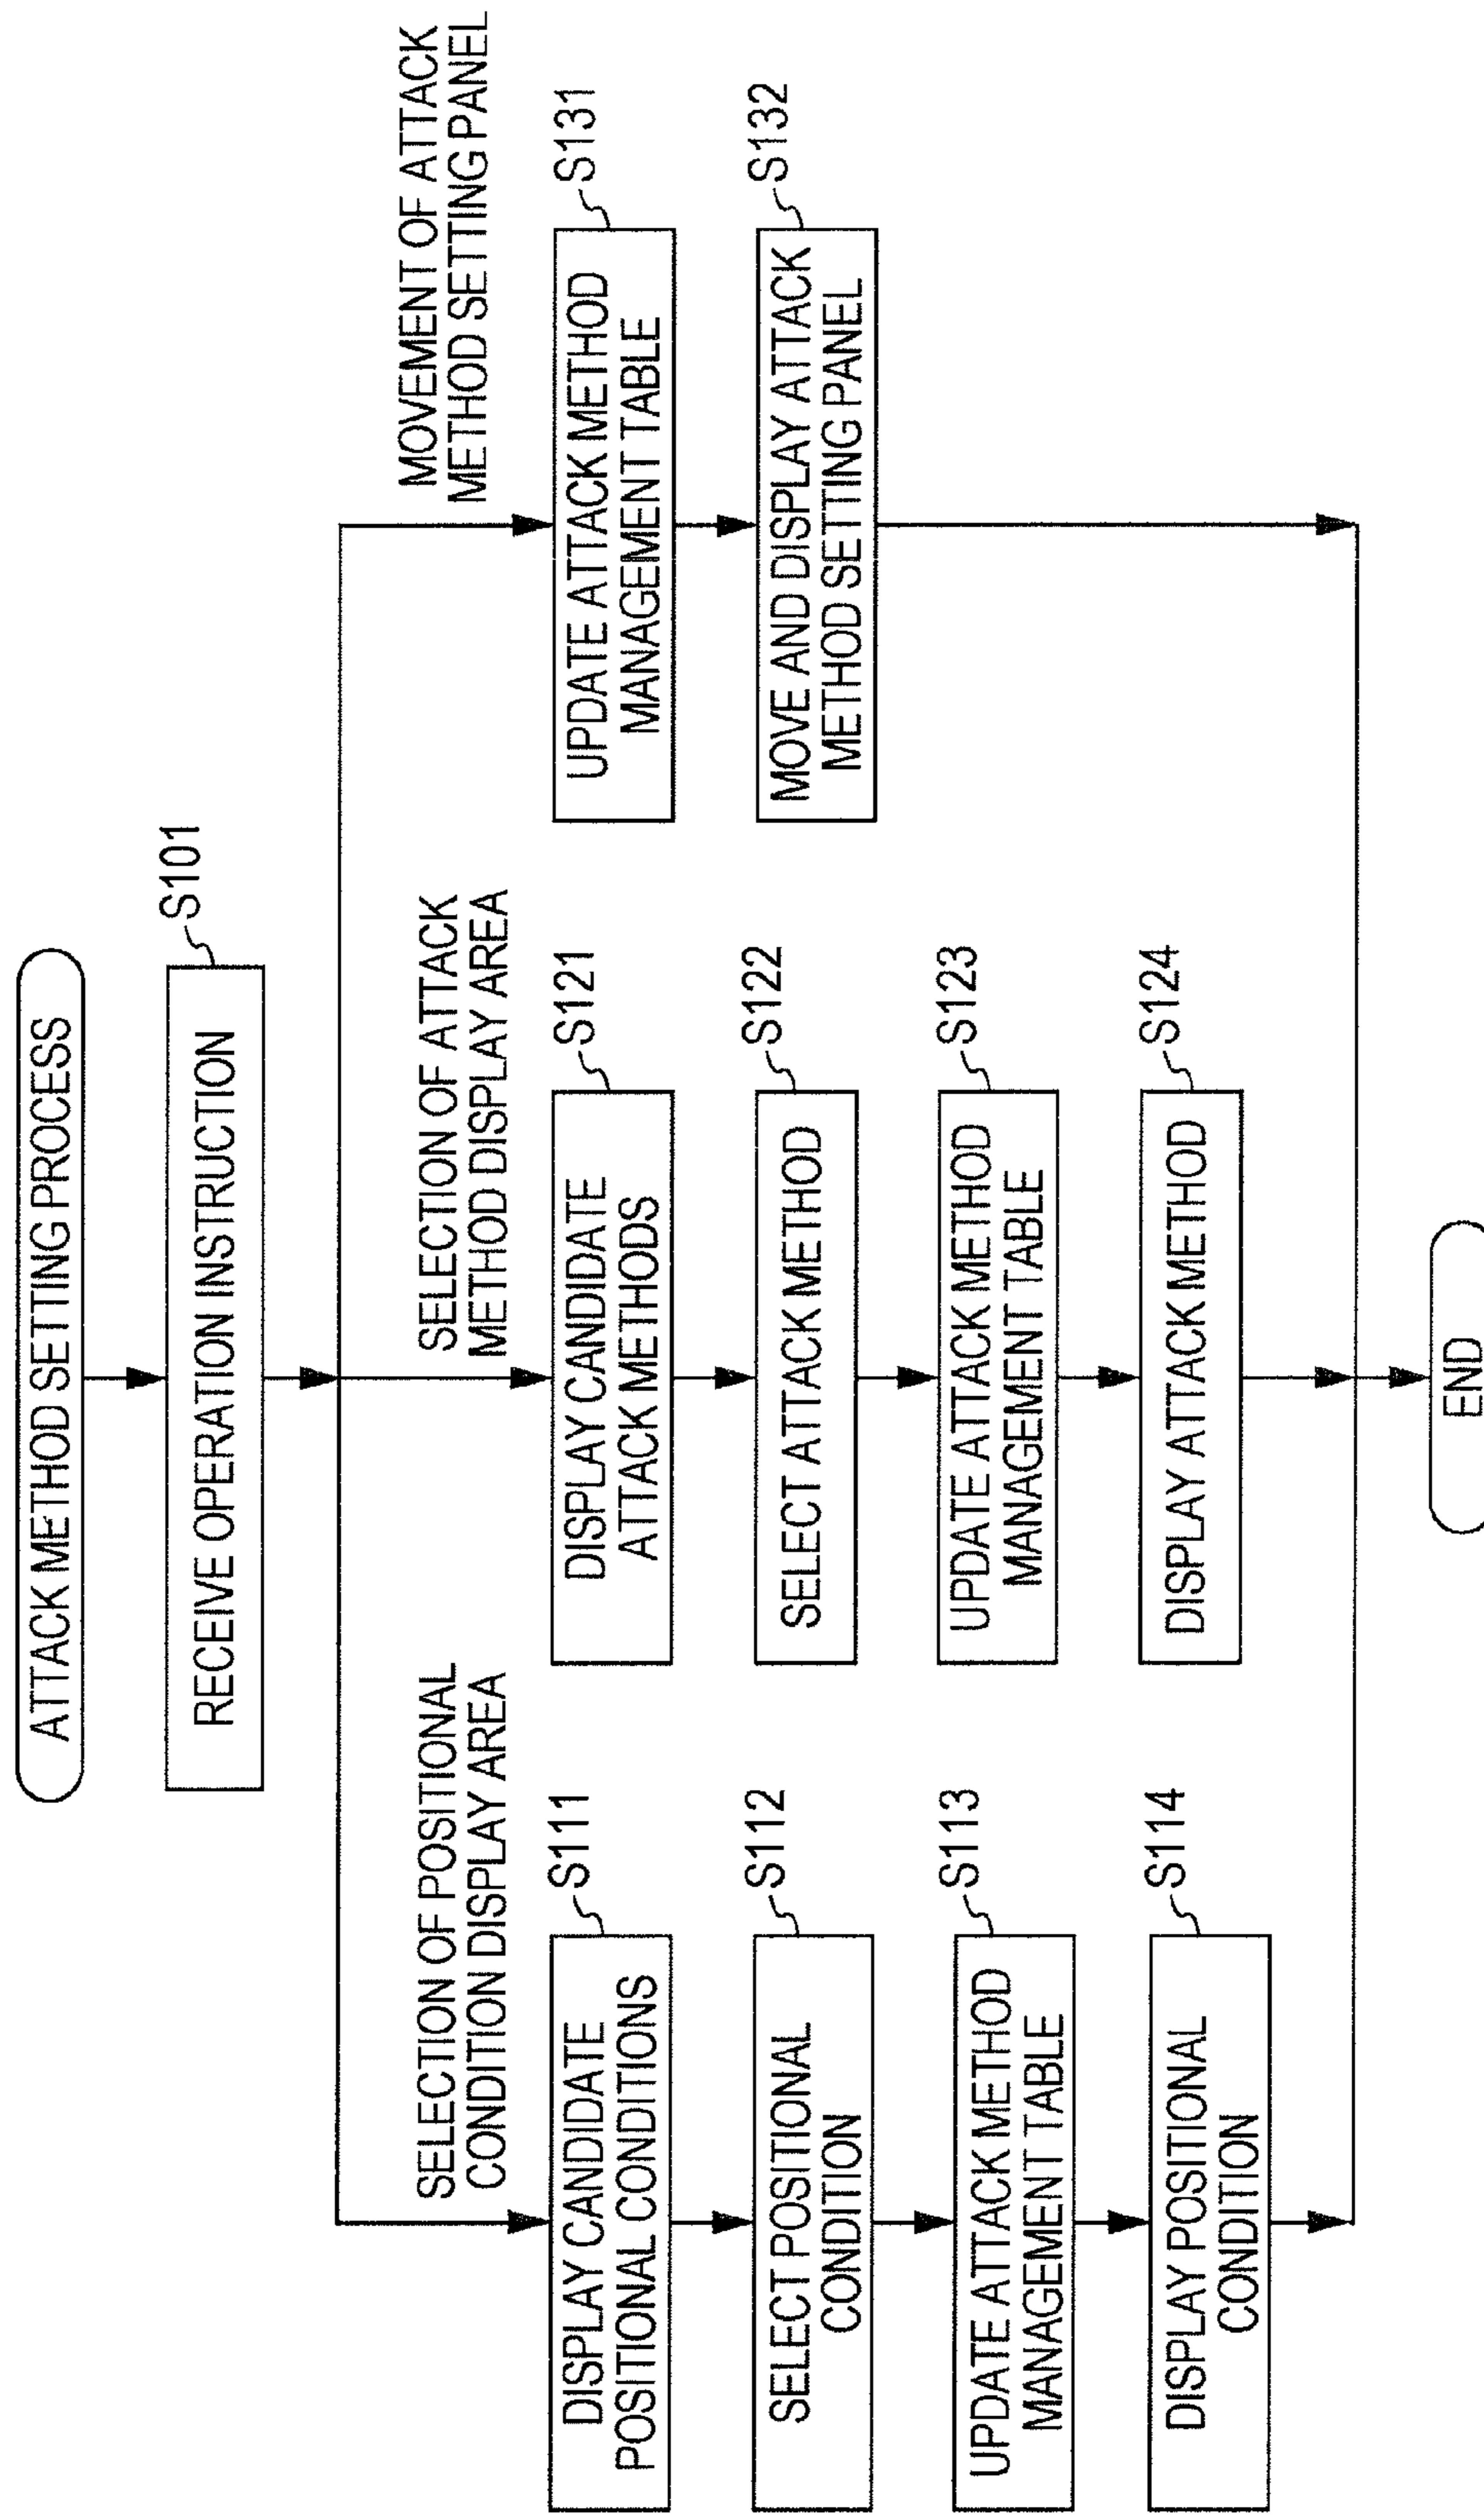 ATTACK METHOD SETTING PROCESS
S101
RECEIVE OPERATION INSTRUCTION
SELECTION OF POSITIONAL
CONDITION DISPLAY AREA
S111
DISPLAY CANDIDATE
POSITIONAL CONDITIONS
S112
SELECT POSITIONAL
CONDITION
S113
UPDATE ATTACK METHOD
MANAGEMENT TABLE
S114
DISPLAY POSITIONAL
CONDITION
SELECTION OF ATTACK
METHOD DISPLAY AREA
S121
DISPLAY CANDIDATE
ATTACK METHODS
S122
SELECT ATTACK METHOD
S123
UPDATE ATTACK METHOD
MANAGEMENT TABLE
S124
DISPLAY ATTACK METHOD
MOVEMENT OF ATTACK
METHOD SETTING PANEL
S131
UPDATE ATTACK METHOD
MANAGEMENT TABLE
S132
MOVE AND DISPLAY ATTACK
METHOD SETTING PANEL
END